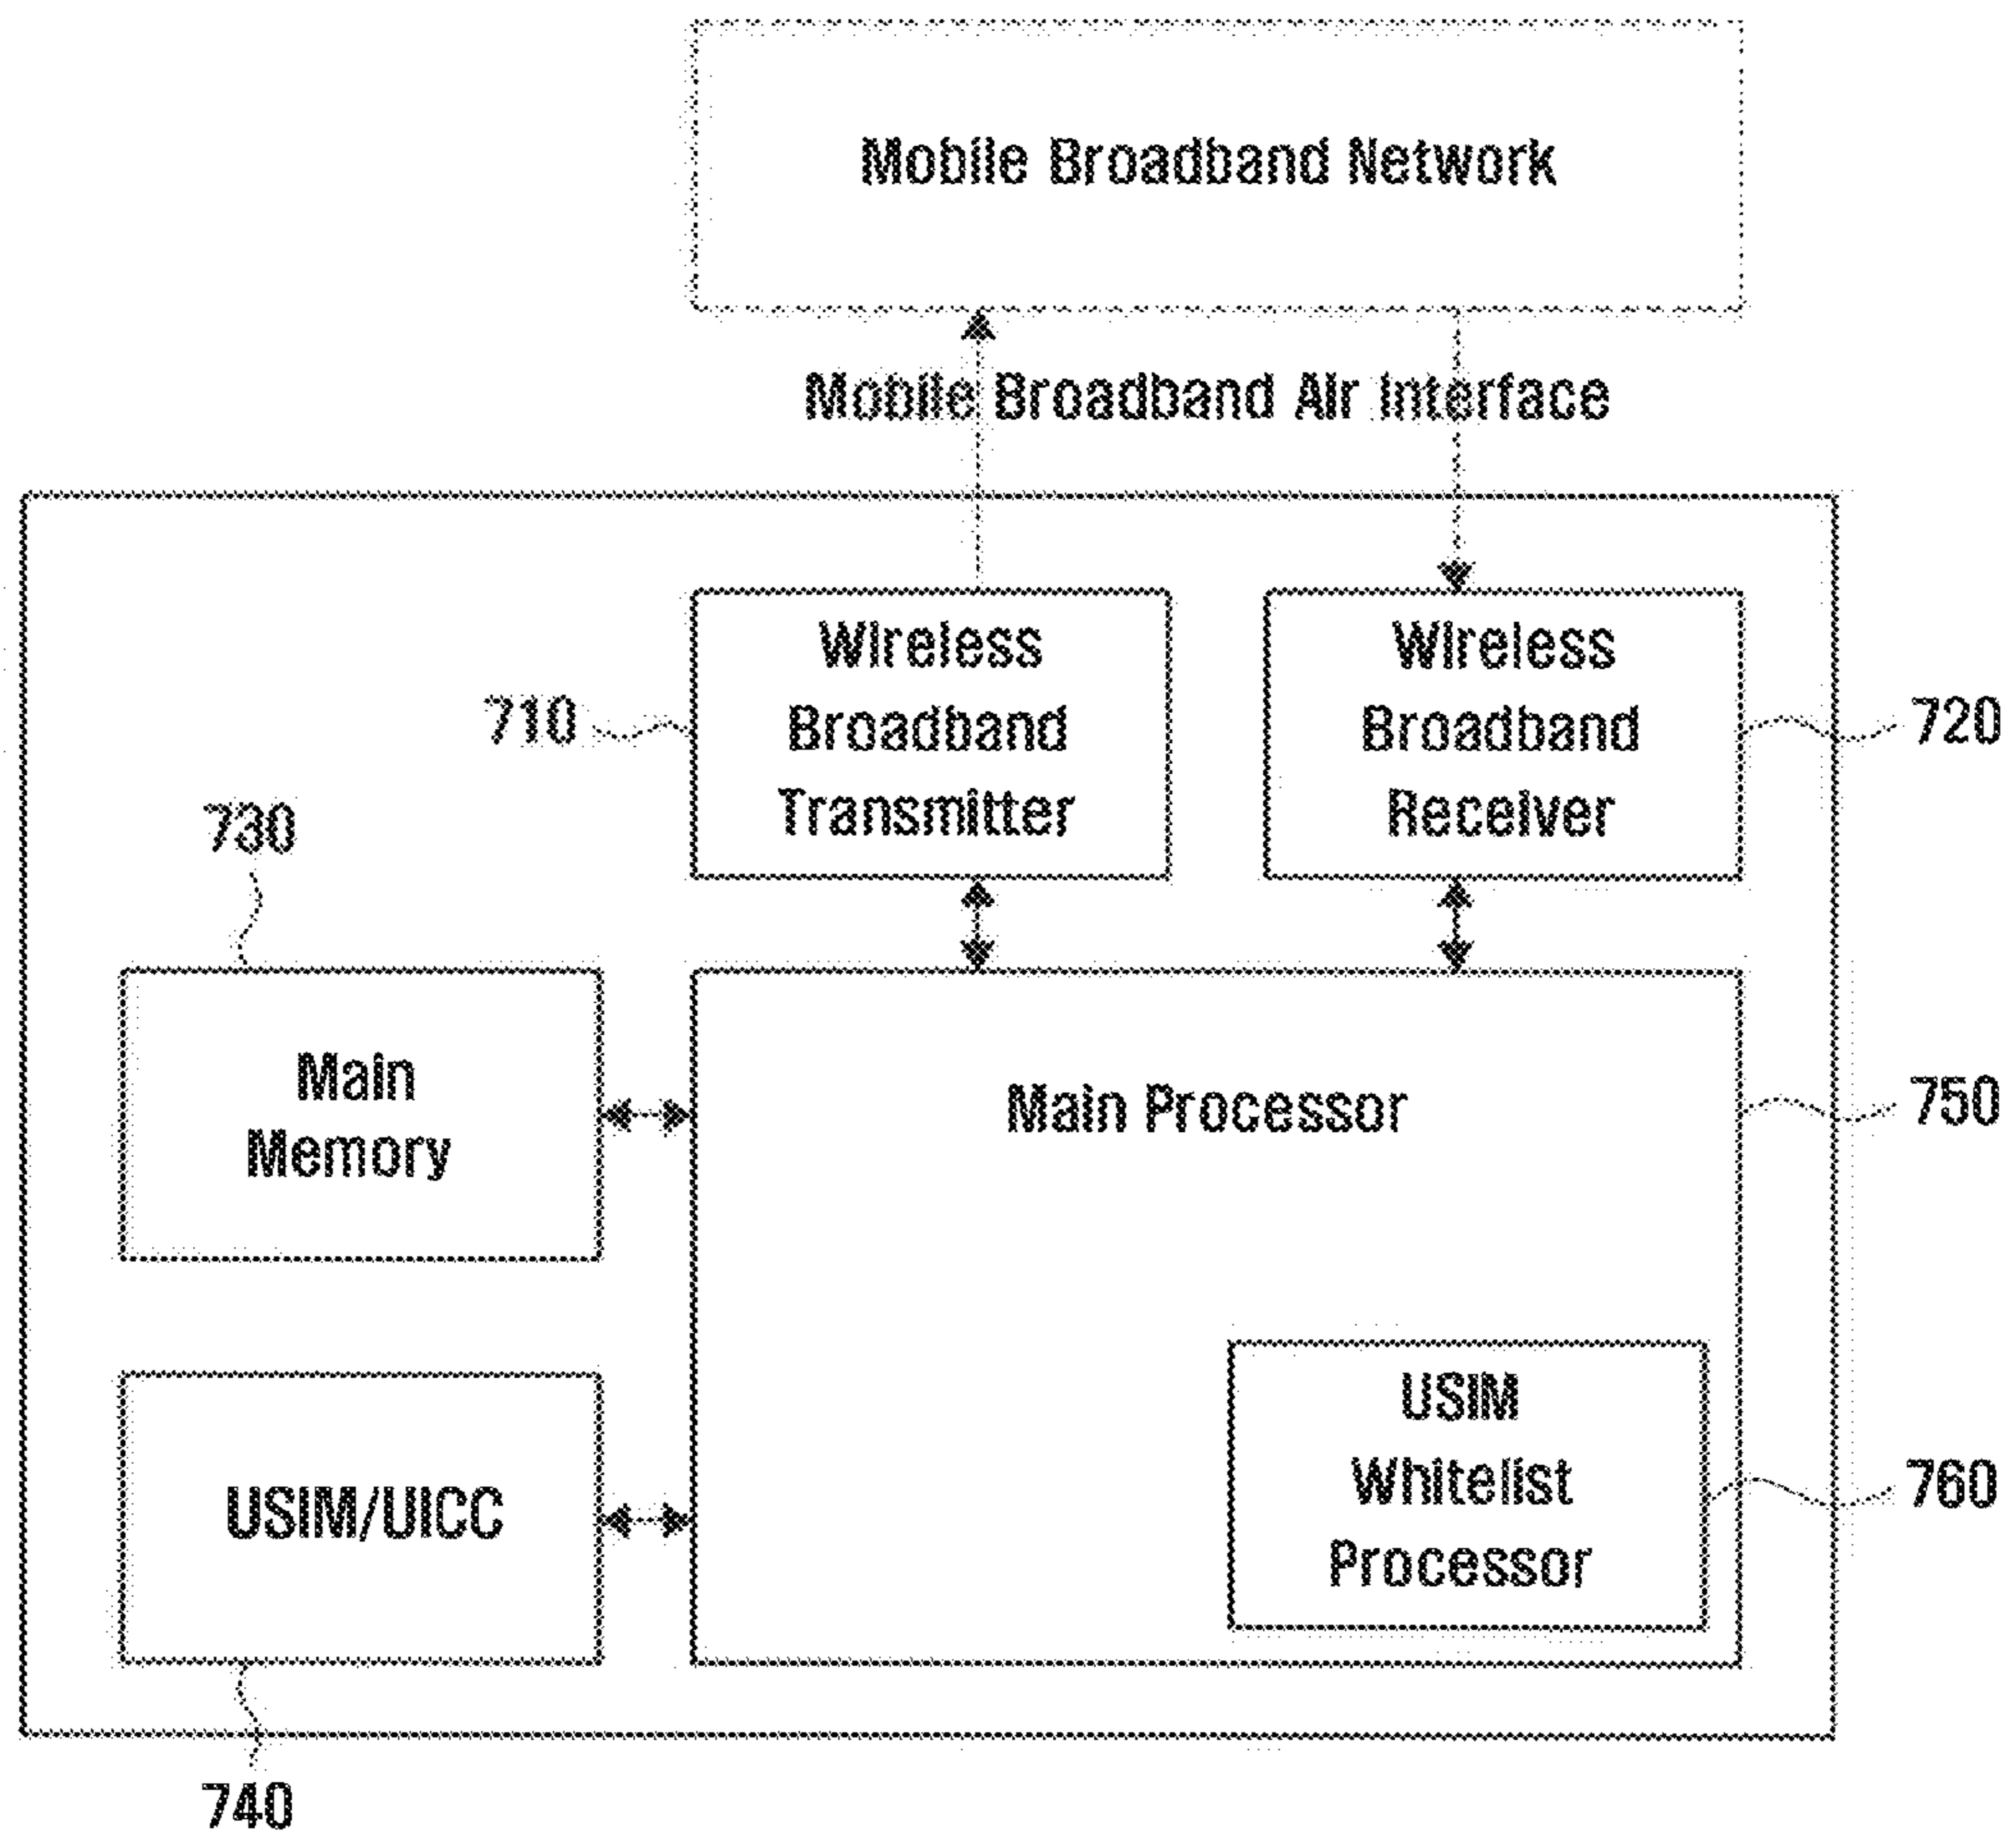 Mobile Broadband Network
Mobile Broadband Air Interface
Wireless
Broadband
Transmitter
Wireless
Broadband
Receiver
710
720
730
Main
Memory
Main Processor
750
USIM/UICC
USIM
Whitelist
Processor
760
740